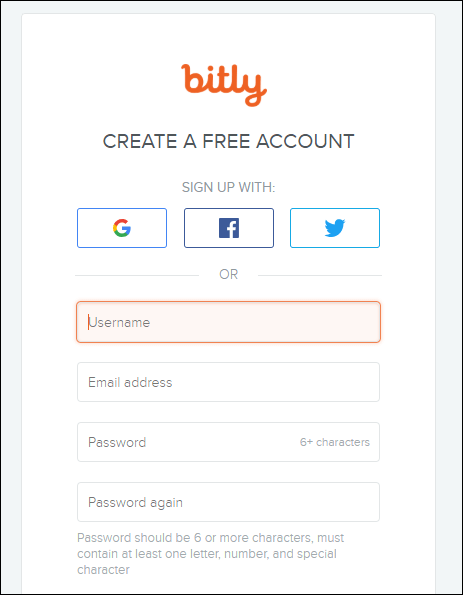 bitly
CREATE A FREE ACCOUNT
SIGN UP WITH:
OR
Username
Email address
Password 6+ characters
Password again
Password should be 6 or more characters, must
contain at least one letter, number, and special
character